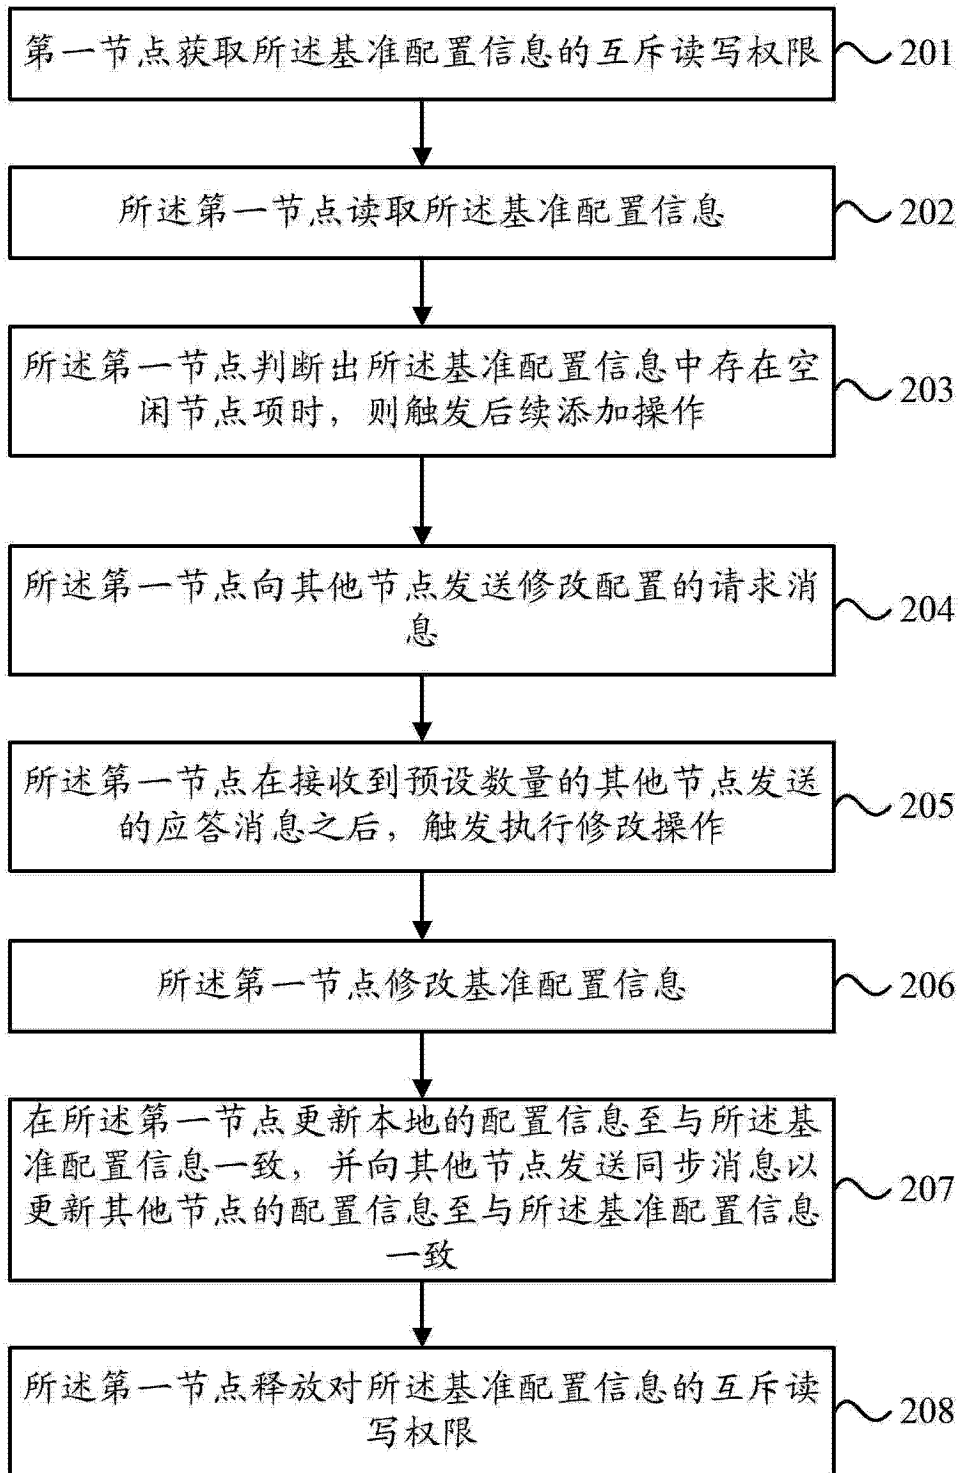 第一节点获取所述基准配置信息的互斥读写权限
201
所述第一节点读取所述基准配置信息
202
所述第一节点判断出所述基准配置信息中存在空
闲节点项时，则触发后续添加操作
203
所述第一节点向其他节点发送修改配置的请求消
息
204
所述第一节点在接收到预设数量的其他节点发送
的应答消息之后，触发执行修改操作
205
所述第一节点修改基准配置信息
206
在所述第一节点更新本地的配置信息至与所述基
准配置信息一致，并向其他节点发送同步消息以
更新其他节点的配置信息至与所述基准配置信息
一致
207
所述第一节点释放对所述基准配置信息的互斥读
写权限
208